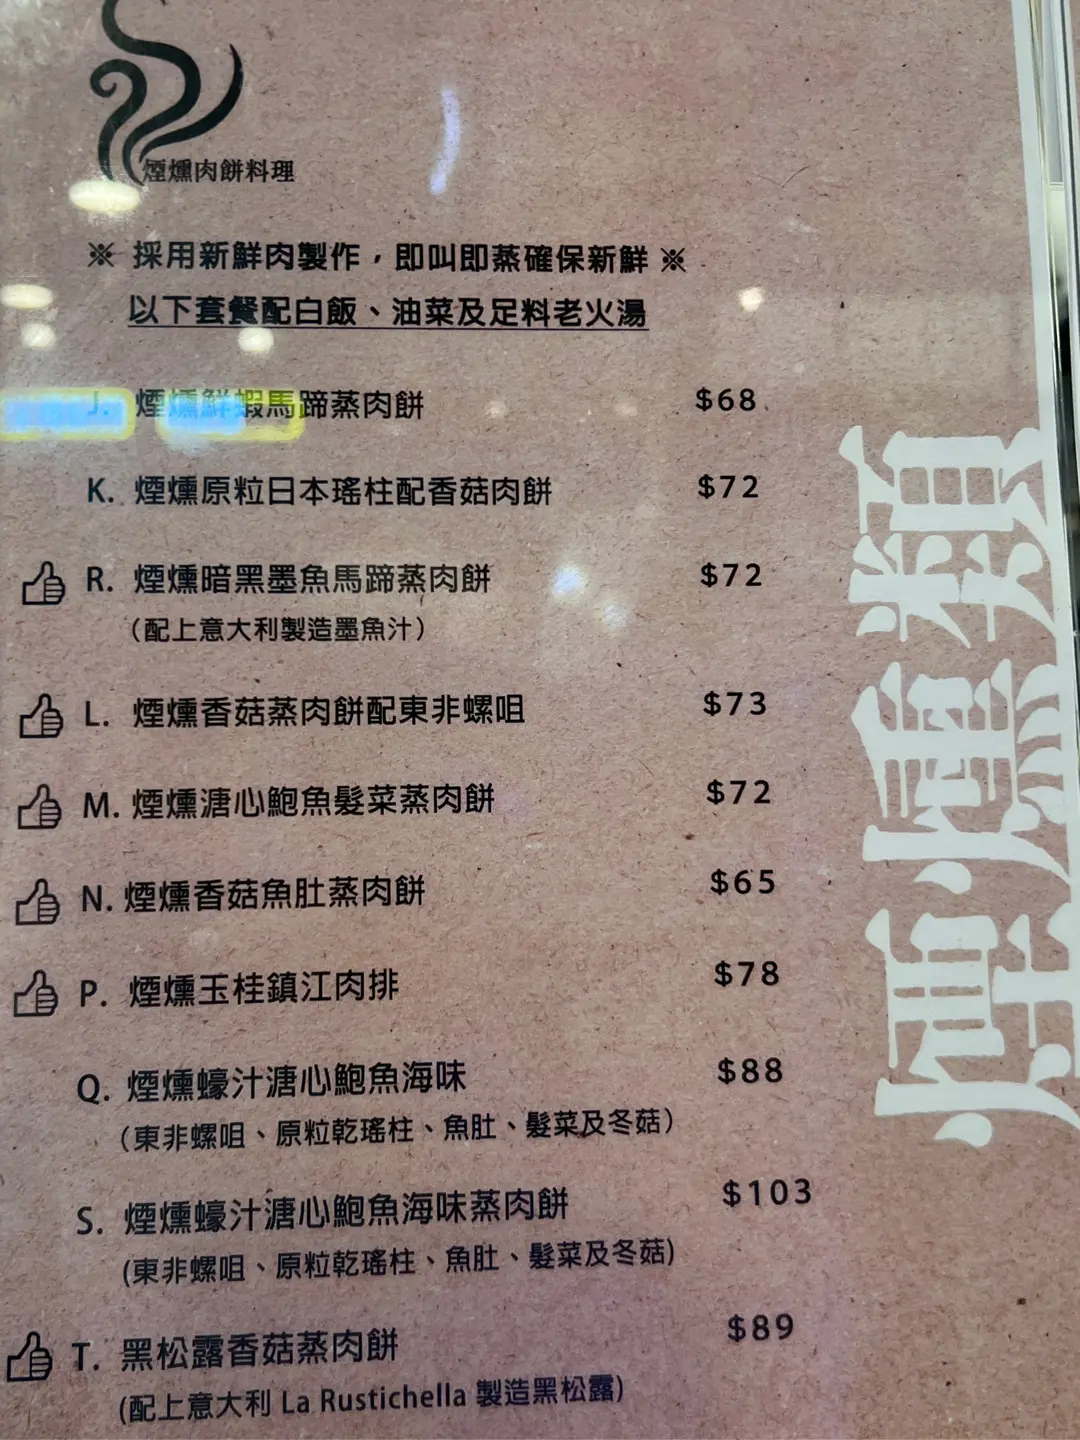 煙燻肉餅料理
※ 採用新鮮肉製作，即叫即蒸確保新鮮 ※
以下套餐配白飯、油菜及足料老火湯
J. 煙燻鮮蝦馬蹄蒸肉餅 $68
K. 煙燻原粒日本瑤柱配香菇肉餅 $72
R. 煙燻暗黑墨魚馬蹄蒸肉餅 $72
（配上意大利製造墨魚汁）
L. 煙燻香菇蒸肉餅配東非螺咀 $73
M. 煙燻溏心鮑魚髮菜蒸肉餅 $72
N. 煙燻香菇魚肚蒸肉餅 $65
P. 煙燻玉桂鎮江肉排 $78
Q. 煙燻蠔汁溏心鮑魚海味 $88
（東非螺咀、原粒乾瑤柱、魚肚、髮菜及冬菇）
S. 煙燻蠔汁溏心鮑魚海味蒸肉餅 $103
(東非螺咀、原粒乾瑤柱、魚肚、髮菜及冬菇)
T. 黑松露香菇蒸肉餅 $89
(配上意大利 La Rustichella 製造黑松露)
煙燻類